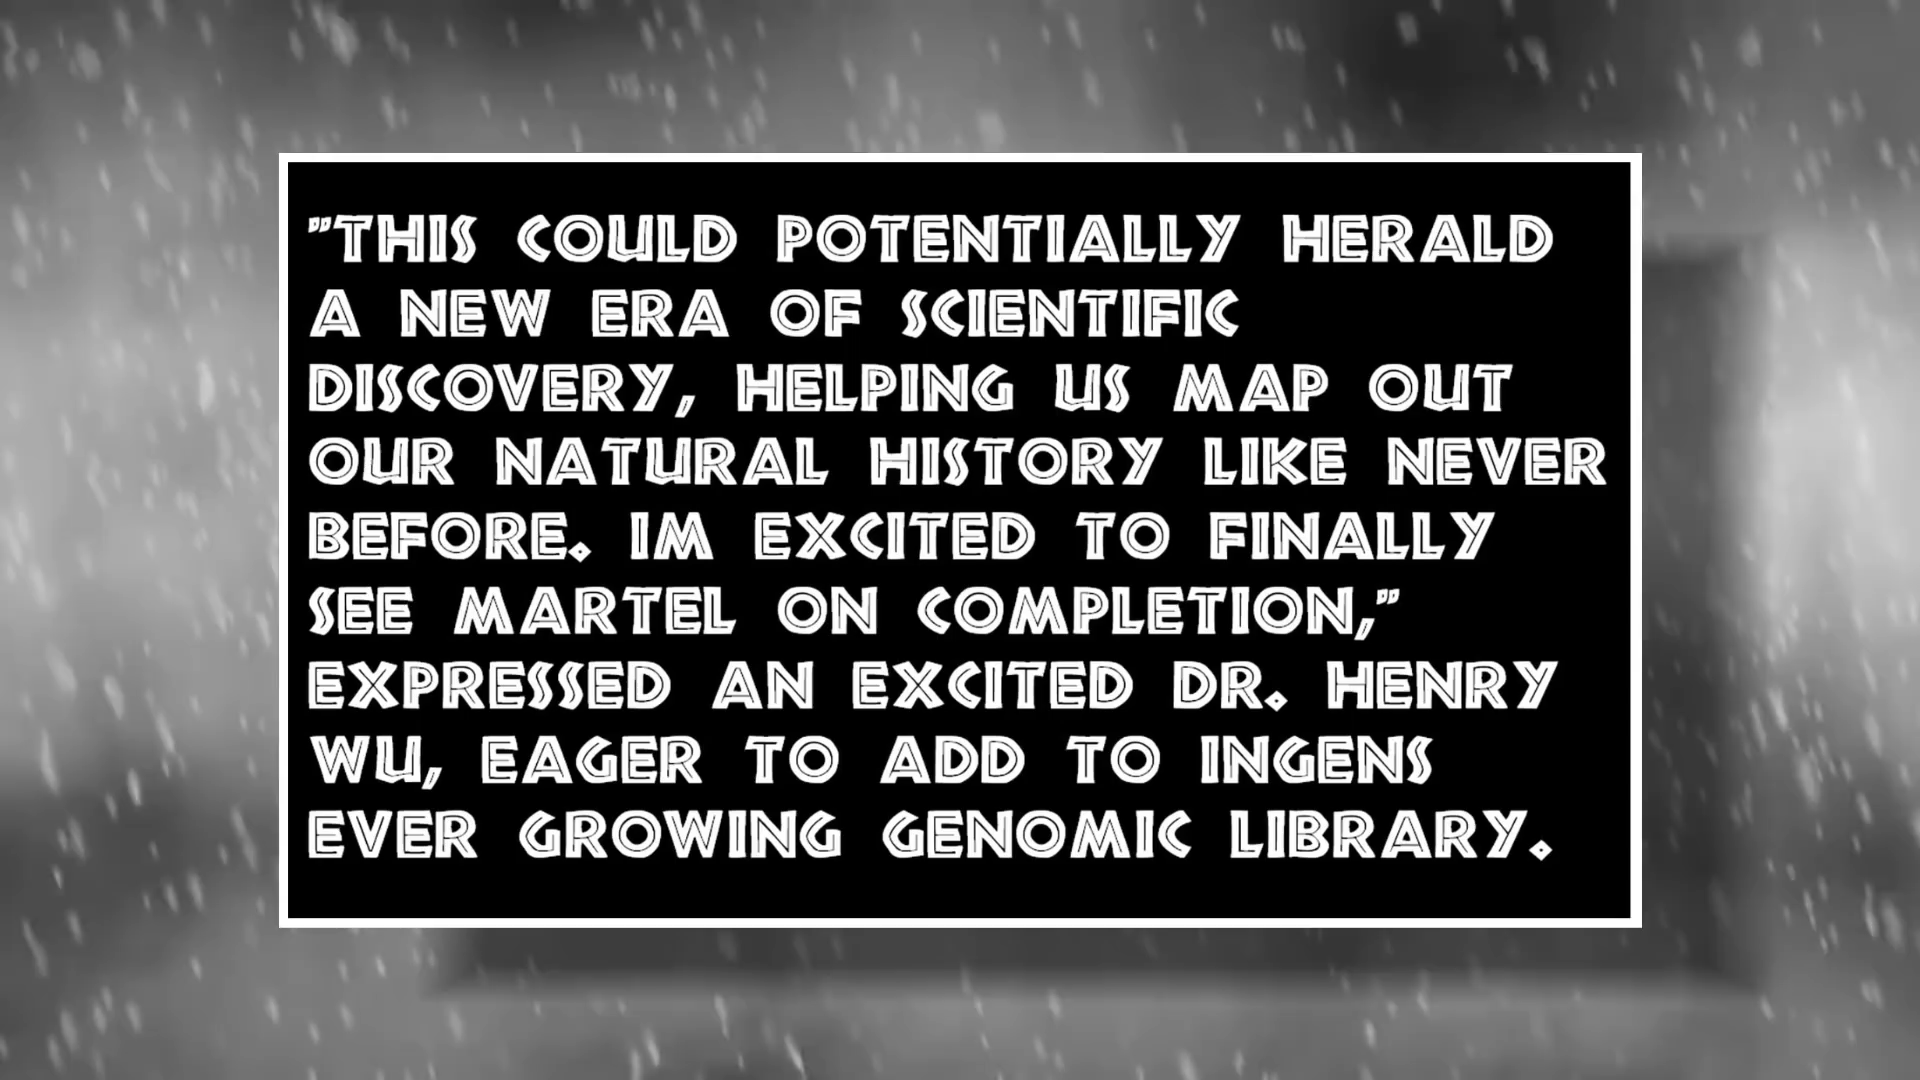 "THIS COULD POTENTIALLY HERALD
A NEW ERA OF SCIENTIFIC
DISCOVERY, HELPING US MAP OUT
OUR NATURAL HISTORY LIKE NEVER
BEFORE. IM EXCITED TO FINALLY
SEE MARTEL ON COMPLETION,"
EXPRESSED AN EXCITED DR. HENRY
WU, EAGER TO ADD TO INGENS
EVER GROWING GENOMIC LIBRARY.